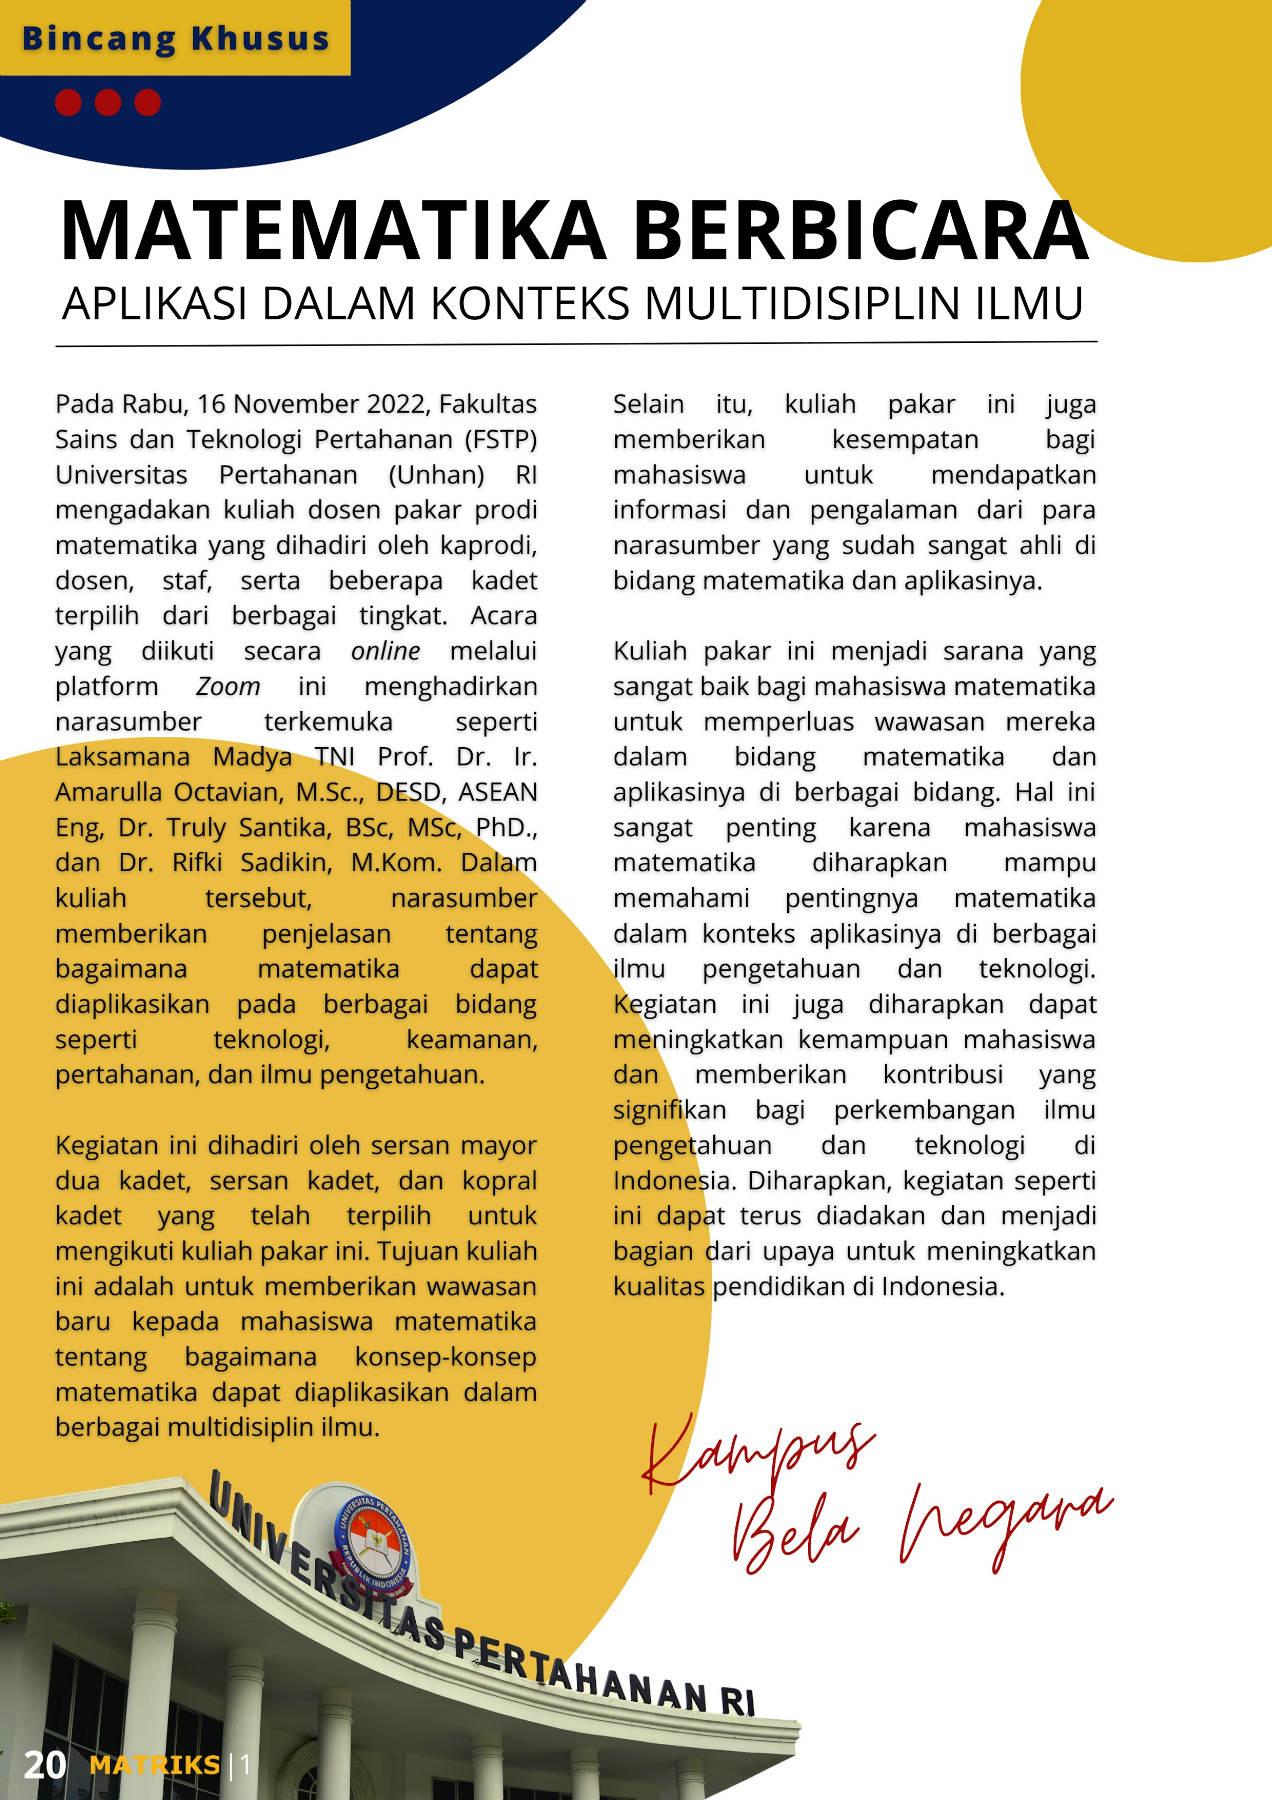 Bincang Khusus
MATEMATIKA BERBICARA
APLIKASI DALAM KONTEKS MULTIDISIPLIN ILMU
Pada Rabu, 16 November 2022, Fakultas
Sains dan Teknologi Pertahanan (FSTP)
Universitas Pertahanan (Unhan) RI
mengadakan kuliah dosen pakar prodi
matematika yang dihadiri oleh kaprodi,
dosen, staf, serta beberapa kadet
terpilih dari berbagai tingkat. Acara
yang diikuti secara online melalui
platform Zoom ini menghadirkan
narasumber terkemuka seperti
Laksamana Madya TNI Prof. Dr. Ir.
Amarulla Octavian, M.Sc., DESD, ASEAN
Eng, Dr. Truly Santika, BSc, MSc, PhD.,
dan Dr. Rifki Sadikin, M.Kom. Dalam
kuliah tersebut, narasumber
memberikan penjelasan tentang
bagaimana matematika dapat
diaplikasikan pada berbagai bidang
seperti teknologi, keamanan,
pertahanan, dan ilmu pengetahuan.
Kegiatan ini dihadiri oleh sersan mayor
dua kadet, sersan kadet, dan kopral
kadet yang telah terpilih untuk
mengikuti kuliah pakar ini. Tujuan kuliah
ini adalah untuk memberikan wawasan
baru kepada mahasiswa matematika
tentang bagaimana konsep-konsep
matematika dapat diaplikasikan dalam
berbagai multidisiplin ilmu.
Selain itu, kuliah pakar ini juga
memberikan kesempatan bagi
mahasiswa untuk mendapatkan
informasi dan pengalaman dari para
narasumber yang sudah sangat ahli di
bidang matematika dan aplikasinya.
Kuliah pakar ini menjadi sarana yang
sangat baik bagi mahasiswa matematika
untuk memperluas wawasan mereka
dalam bidang matematika dan
aplikasinya di berbagai bidang. Hal ini
sangat penting karena mahasiswa
matematika diharapkan mampu
memahami pentingnya matematika
dalam konteks aplikasinya di berbagai
ilmu pengetahuan dan teknologi.
Kegiatan ini juga diharapkan dapat
meningkatkan kemampuan mahasiswa
dan memberikan kontribusi yang
signifikan bagi perkembangan ilmu
pengetahuan dan teknologi di
Indonesia. Diharapkan, kegiatan seperti
ini dapat terus diadakan dan menjadi
bagian dari upaya untuk meningkatkan
kualitas pendidikan di Indonesia.
Kampus
Bela Negara
UNIVERSITAS PERTAHANAN
REPUBLIK INDONESIA
UNIVERSITAS PERTAHANAN RI
20 MATRIKS|1